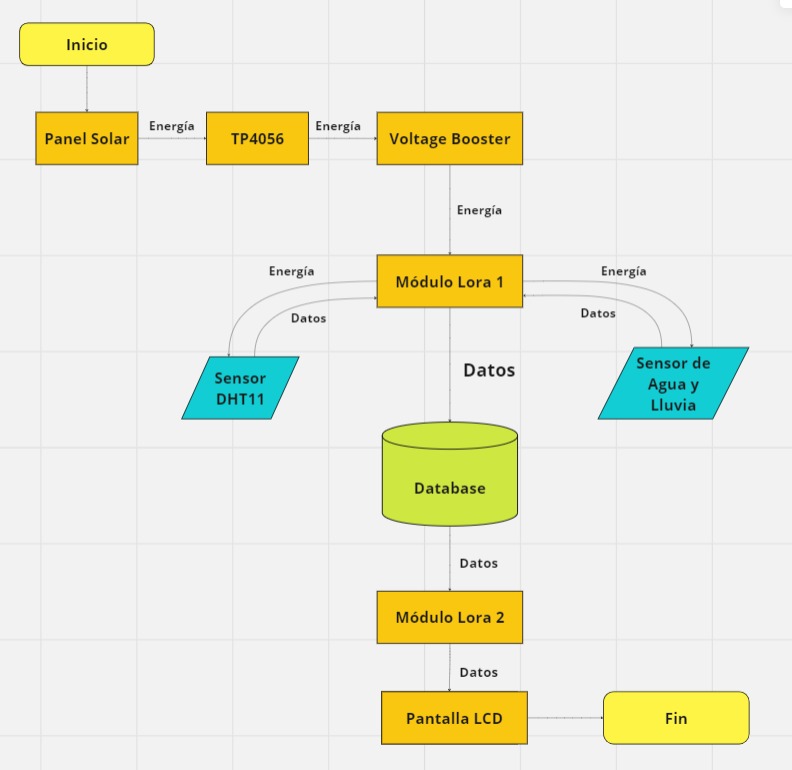 Inicio
Panel Solar
Energía
TP4056
Energía
Voltage Booster
Energía
Módulo Lora 1
Energía
Datos
Energía
Datos
Sensor
DHT11
Sensor de
Agua y
Lluvia
Datos
Database
Datos
Módulo Lora 2
Datos
Pantalla LCD
Fin